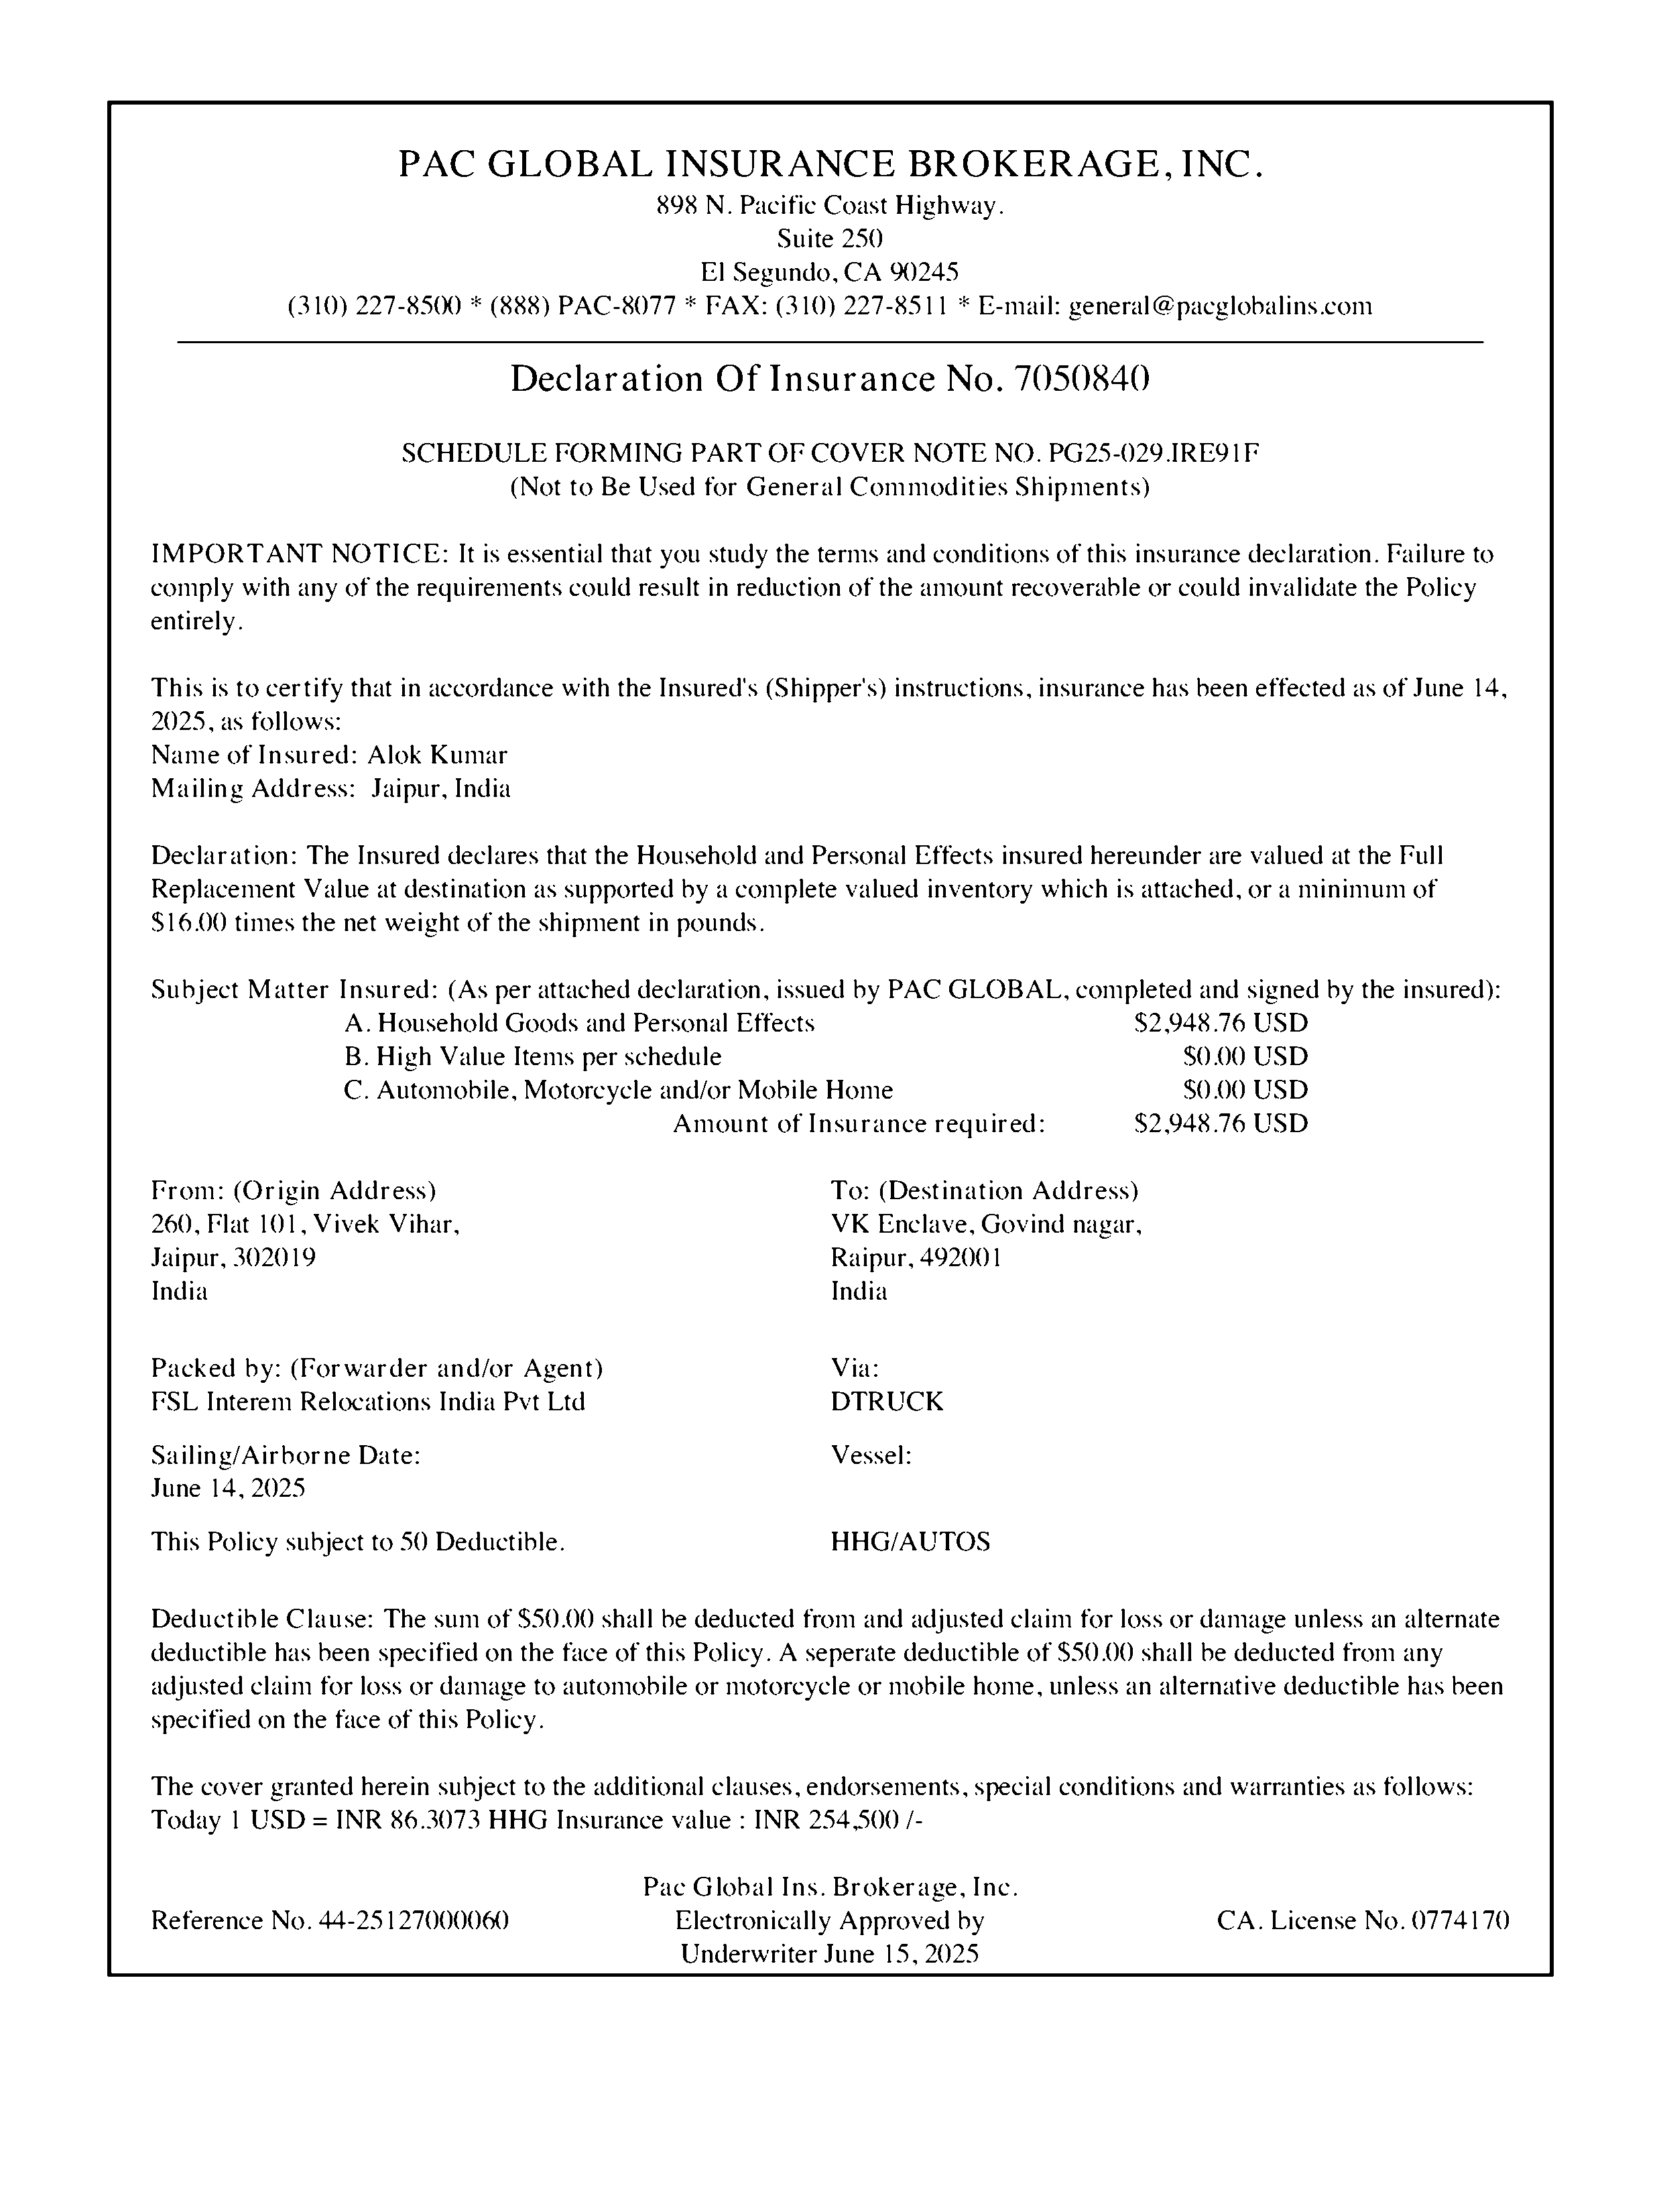 PAC GLOBAL INSURANCE BROKERAGE, INC.
898 N. Pacific Coast Highway.
Suite 250
El Segundo, CA 90245
(310) 227-8500 * (888) PAC-8077 * FAX: (310) 227-8511 * E-mail: general@pacglobalins.com
Declaration Of Insurance No. 7050840
SCHEDULE FORMING PART OF COVER NOTE NO. PG25-029.IRE91F
(Not to Be Used for General Commodities Shipments)
IMPORTANT NOTICE: It is essential that you study the terms and conditions of this insurance declaration. Failure to
comply with any of the requirements could result in reduction of the amount recoverable or could invalidate the Policy
entirely.
This is to certify that in accordance with the Insured's (Shipper's) instructions, insurance has been effected as of June 14,
2025, as follows:
Name of Insured: Alok Kumar
Mailing Address: Jaipur, India
Declaration: The Insured declares that the Household and Personal Effects insured hereunder are valued at the Full
Replacement Value at destination as supported by a complete valued inventory which is attached, or a minimum of
$16.00 times the net weight of the shipment in pounds.
Subject Matter Insured: (As per attached declaration, issued by PAC GLOBAL, completed and signed by the insured):
A. Household Goods and Personal Effects $2,948.76 USD
B. High Value Items per schedule $0.00 USD
C. Automobile, Motorcycle and/or Mobile Home $0.00 USD
Amount of Insurance required: $2,948.76 USD
From: (Origin Address) To: (Destination Address)
260, Flat 101, Vivek Vihar, VK Enclave, Govind nagar,
Jaipur, 302019 Raipur, 492001
India India
Packed by: (Forwarder and/or Agent) Via:
FSL Interem Relocations India Pvt Ltd DTRUCK
Sailing/Airborne Date: Vessel:
June 14, 2025
This Policy subject to 50 Deductible. HHG/AUTOS
Deductible Clause: The sum of $50.00 shall be deducted from and adjusted claim for loss or damage unless an alternate
deductible has been specified on the face of this Policy. A seperate deductible of $50.00 shall be deducted from any
adjusted claim for loss or damage to automobile or motorcycle or mobile home, unless an alternative deductible has been
specified on the face of this Policy.
The cover granted herein subject to the additional clauses, endorsements, special conditions and warranties as follows:
Today 1 USD = INR 86.3073 HHG Insurance value : INR 254,500 /-
Pac Global Ins. Brokerage, Inc.
Reference No. 44-25127000060 Electronically Approved by CA. License No. 0774170
Underwriter June 15, 2025